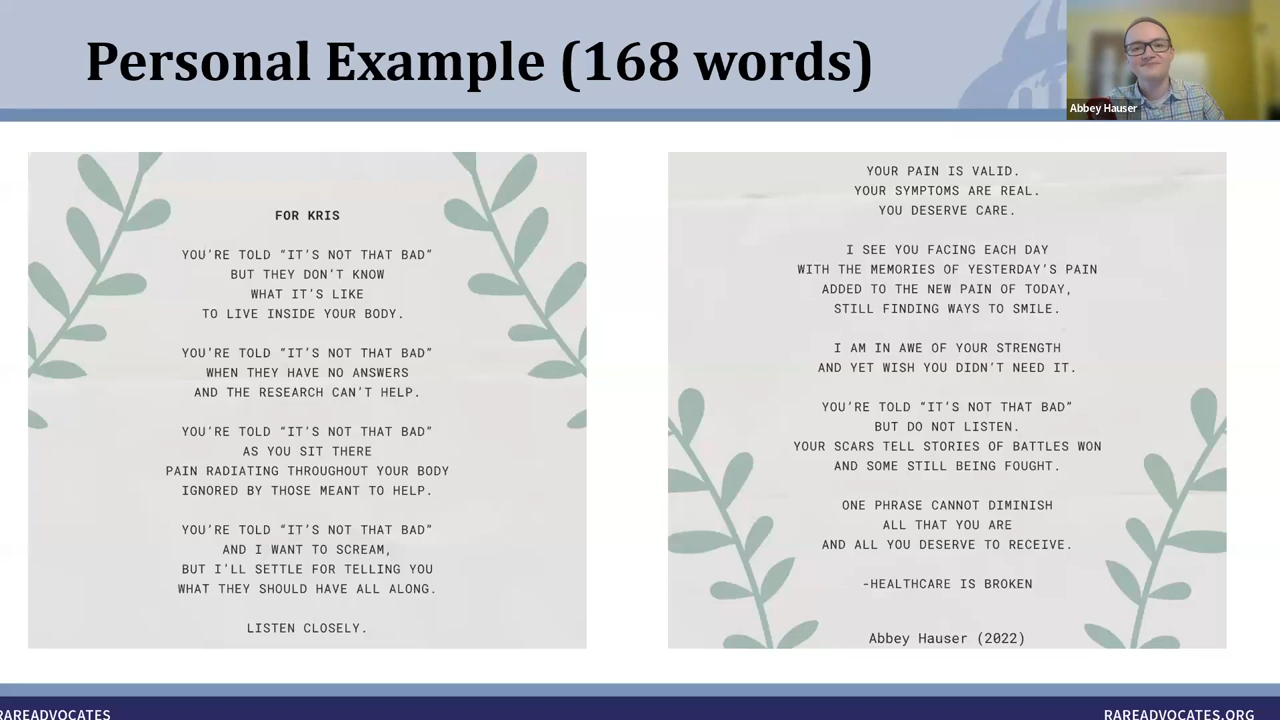 Personal Example (168 words)
Abbey Hauser
FOR KRIS
YOU’RE TOLD “IT’S NOT THAT BAD”
BUT THEY DON’T KNOW
WHAT IT’S LIKE
TO LIVE INSIDE YOUR BODY.
YOU’RE TOLD “IT’S NOT THAT BAD”
WHEN THEY HAVE NO ANSWERS
AND THE RESEARCH CAN’T HELP.
YOU’RE TOLD “IT’S NOT THAT BAD”
AS YOU SIT THERE
PAIN RADIATING THROUGHOUT YOUR BODY
IGNORED BY THOSE MEANT TO HELP.
YOU’RE TOLD “IT’S NOT THAT BAD”
AND I WANT TO SCREAM,
BUT I’LL SETTLE FOR TELLING YOU
WHAT THEY SHOULD HAVE ALL ALONG.
LISTEN CLOSELY.
YOUR PAIN IS VALID.
YOUR SYMPTOMS ARE REAL.
YOU DESERVE CARE.
I SEE YOU FACING EACH DAY
WITH THE MEMORIES OF YESTERDAY’S PAIN
ADDED TO THE NEW PAIN OF TODAY,
STILL FINDING WAYS TO SMILE.
I AM IN AWE OF YOUR STRENGTH
AND YET WISH YOU DIDN’T NEED IT.
YOU’RE TOLD “IT’S NOT THAT BAD”
BUT DO NOT LISTEN.
YOUR SCARS TELL STORIES OF BATTLES WON
AND SOME STILL BEING FOUGHT.
ONE PHRASE CANNOT DIMINISH
ALL THAT YOU ARE
AND ALL YOU DESERVE TO RECEIVE.
-HEALTHCARE IS BROKEN
Abbey Hauser (2022)
RAREADVOCATES
RAREADVOCATES.ORG